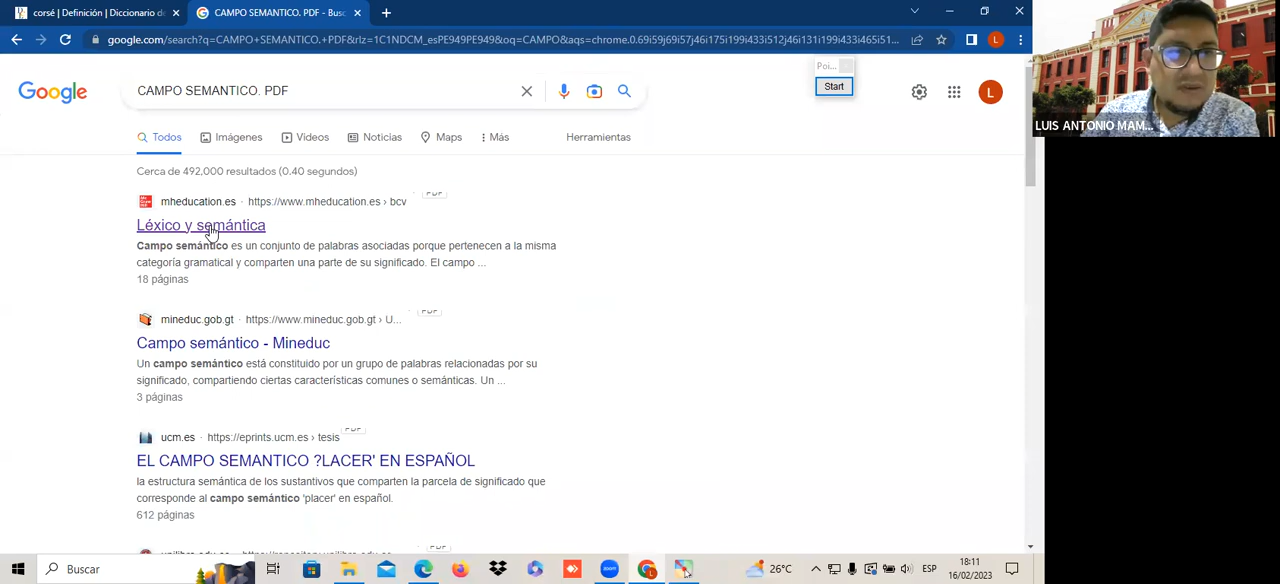 corsé | Definición | Diccionario de
CAMPO SEMANTICO. PDF - Busc
google.com/search?q=CAMPO+SEMANTICO.+PDF&rlz=1C1NDCM_esPE949PE949&oq=CAMPO&aqs=chrome.0.69i59j69i57j46i175i199i433i512j46i131i199i433i465i51...
L
Google
CAMPO SEMANTICO. PDF
Poi...
Start
L
LUIS ANTONIO MAM...
Todos
Imágenes
Videos
Noticias
Maps
Más
Herramientas
Cerca de 492,000 resultados (0.40 segundos)
mheducation.es · https://www.mheducation.es › bcv
PDF
Léxico y semántica
Campo semántico es un conjunto de palabras asociadas porque pertenecen a la misma
categoría gramatical y comparten una parte de su significado. El campo ...
18 páginas
mineduc.gob.gt · https://www.mineduc.gob.gt › U...
PDF
Campo semántico - Mineduc
Un campo semántico está constituido por un grupo de palabras relacionadas por su
significado, compartiendo ciertas características comunes o semánticas. Un ...
3 páginas
ucm.es · https://eprints.ucm.es › tesis
PDF
EL CAMPO SEMANTICO ?LACER' EN ESPAÑOL
la estructura semántica de los sustantivos que comparten la parcela de significado que
corresponde al campo semántico 'placer' en español.
612 páginas
PDF
Buscar
zoom
26°C
ESP
18:11
16/02/2023